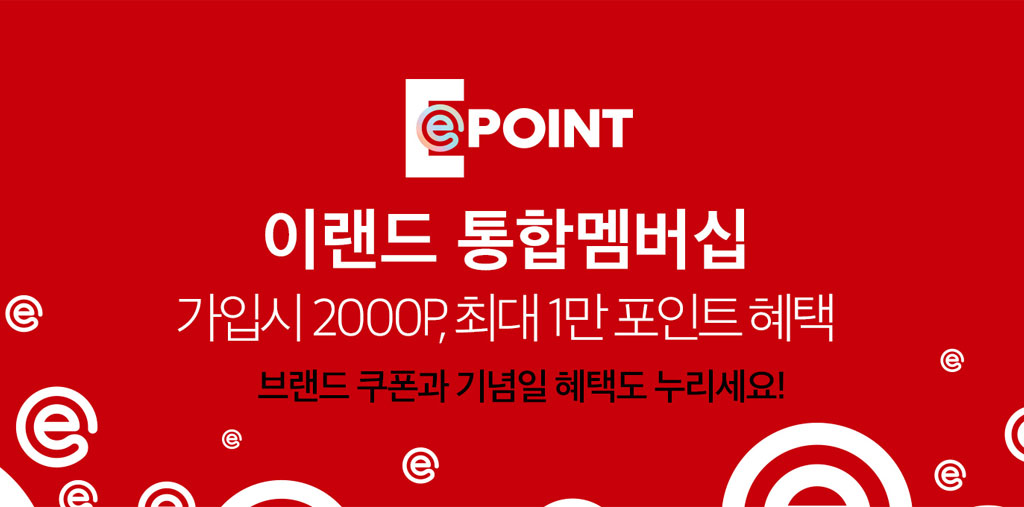 E e POINT
이랜드 통합멤버십
가입시 2000P, 최대 1만 포인트 혜택
브랜드 쿠폰과 기념일 혜택도 누리세요!